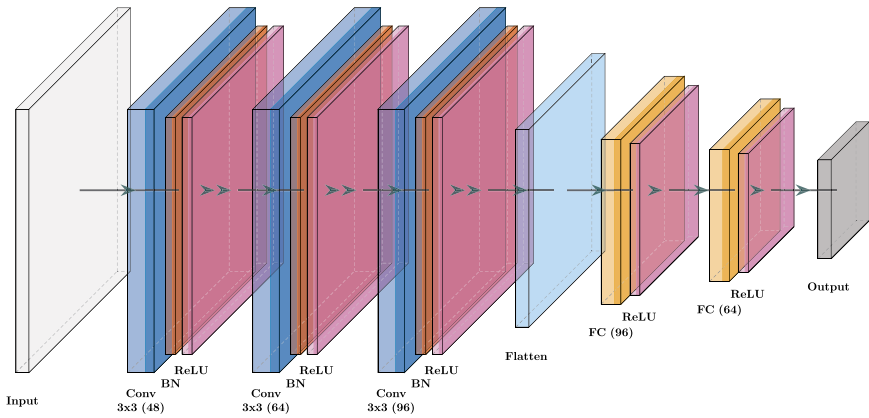 Input
Conv
3x3 (48)
BN
ReLU
Conv
3x3 (64)
BN
ReLU
Conv
3x3 (96)
BN
ReLU
Flatten
FC (96)
ReLU
FC (64)
ReLU
Output